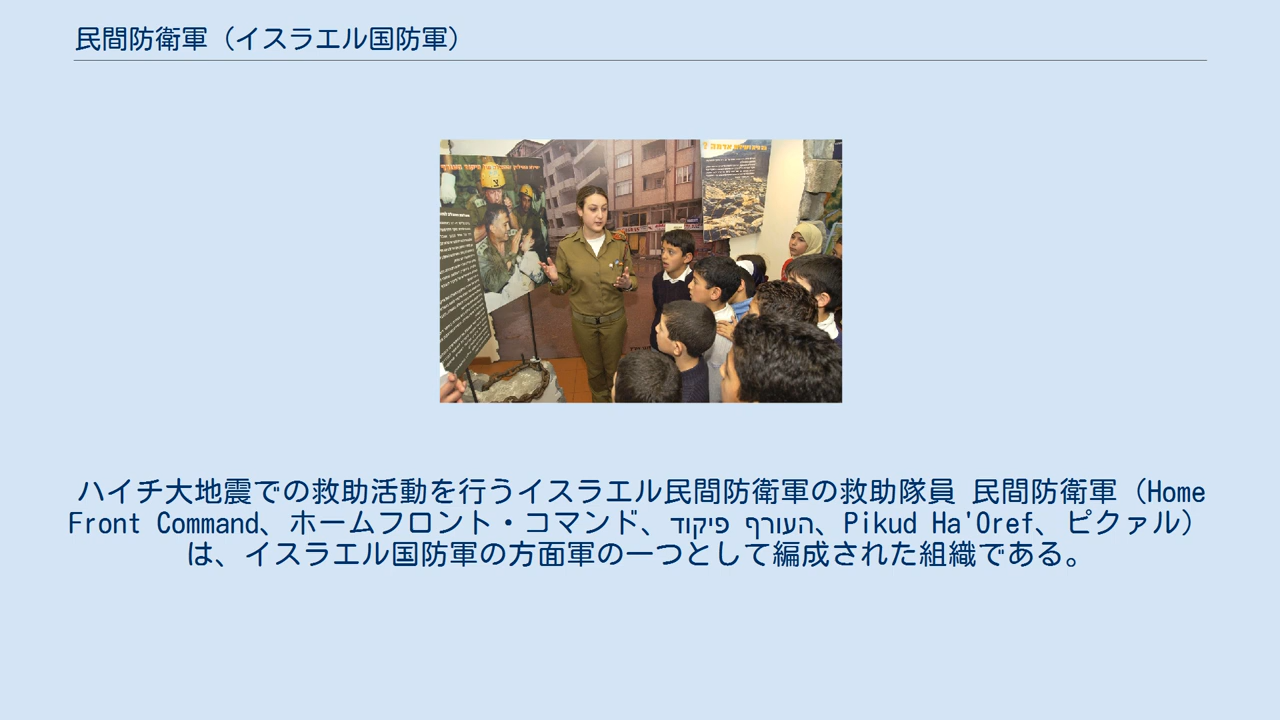 民間防衛軍（イスラエル国防軍）
ハイチ大地震での救助活動を行うイスラエル民間防衛軍の救助隊員 民間防衛軍（Home
Front Command、ホームフロント・コマンド、פיקוד העורף、Pikud Ha'Oref、ピクァル）
は、イスラエル国防軍の方面軍の一つとして編成された組織である。